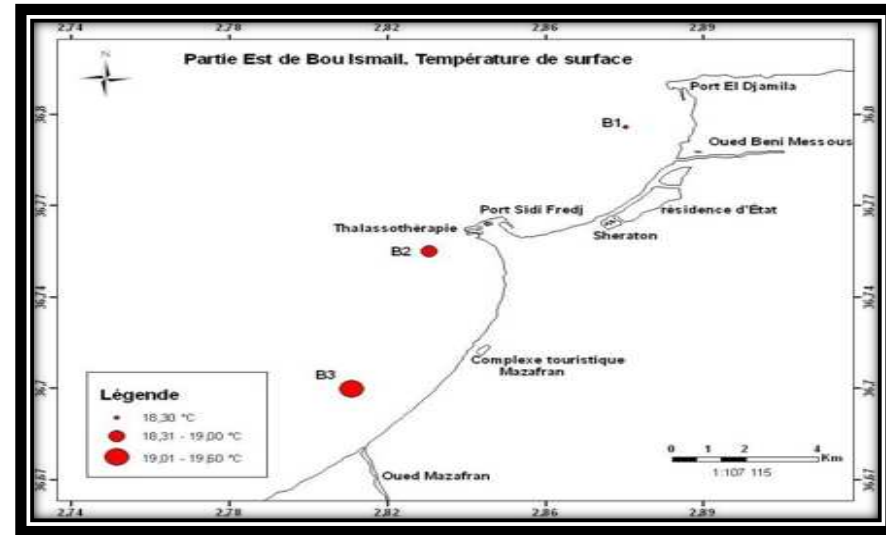 2,74 2,78 2,82 2,86 2,89
Partie Est de Bou Ismail, Température de surface
N
Port El Djamila
36,8 36,8
B1
Oued Beni Messous
36,77 36,77
Port Sidi Fredj
résidence d'État
Thalassothérapie
Sheraton
B2
36,74 36,74
Complexe touristique
Mazafran
B3
36,7 36,7
Légende
18,30 °C
18,31 - 19,00 °C
19,01 - 19,60 °C
0 1 2 4
Km
1:107 115
Oued Mazafran
36,67 36,67
2,74 2,78 2,82 2,86 2,89